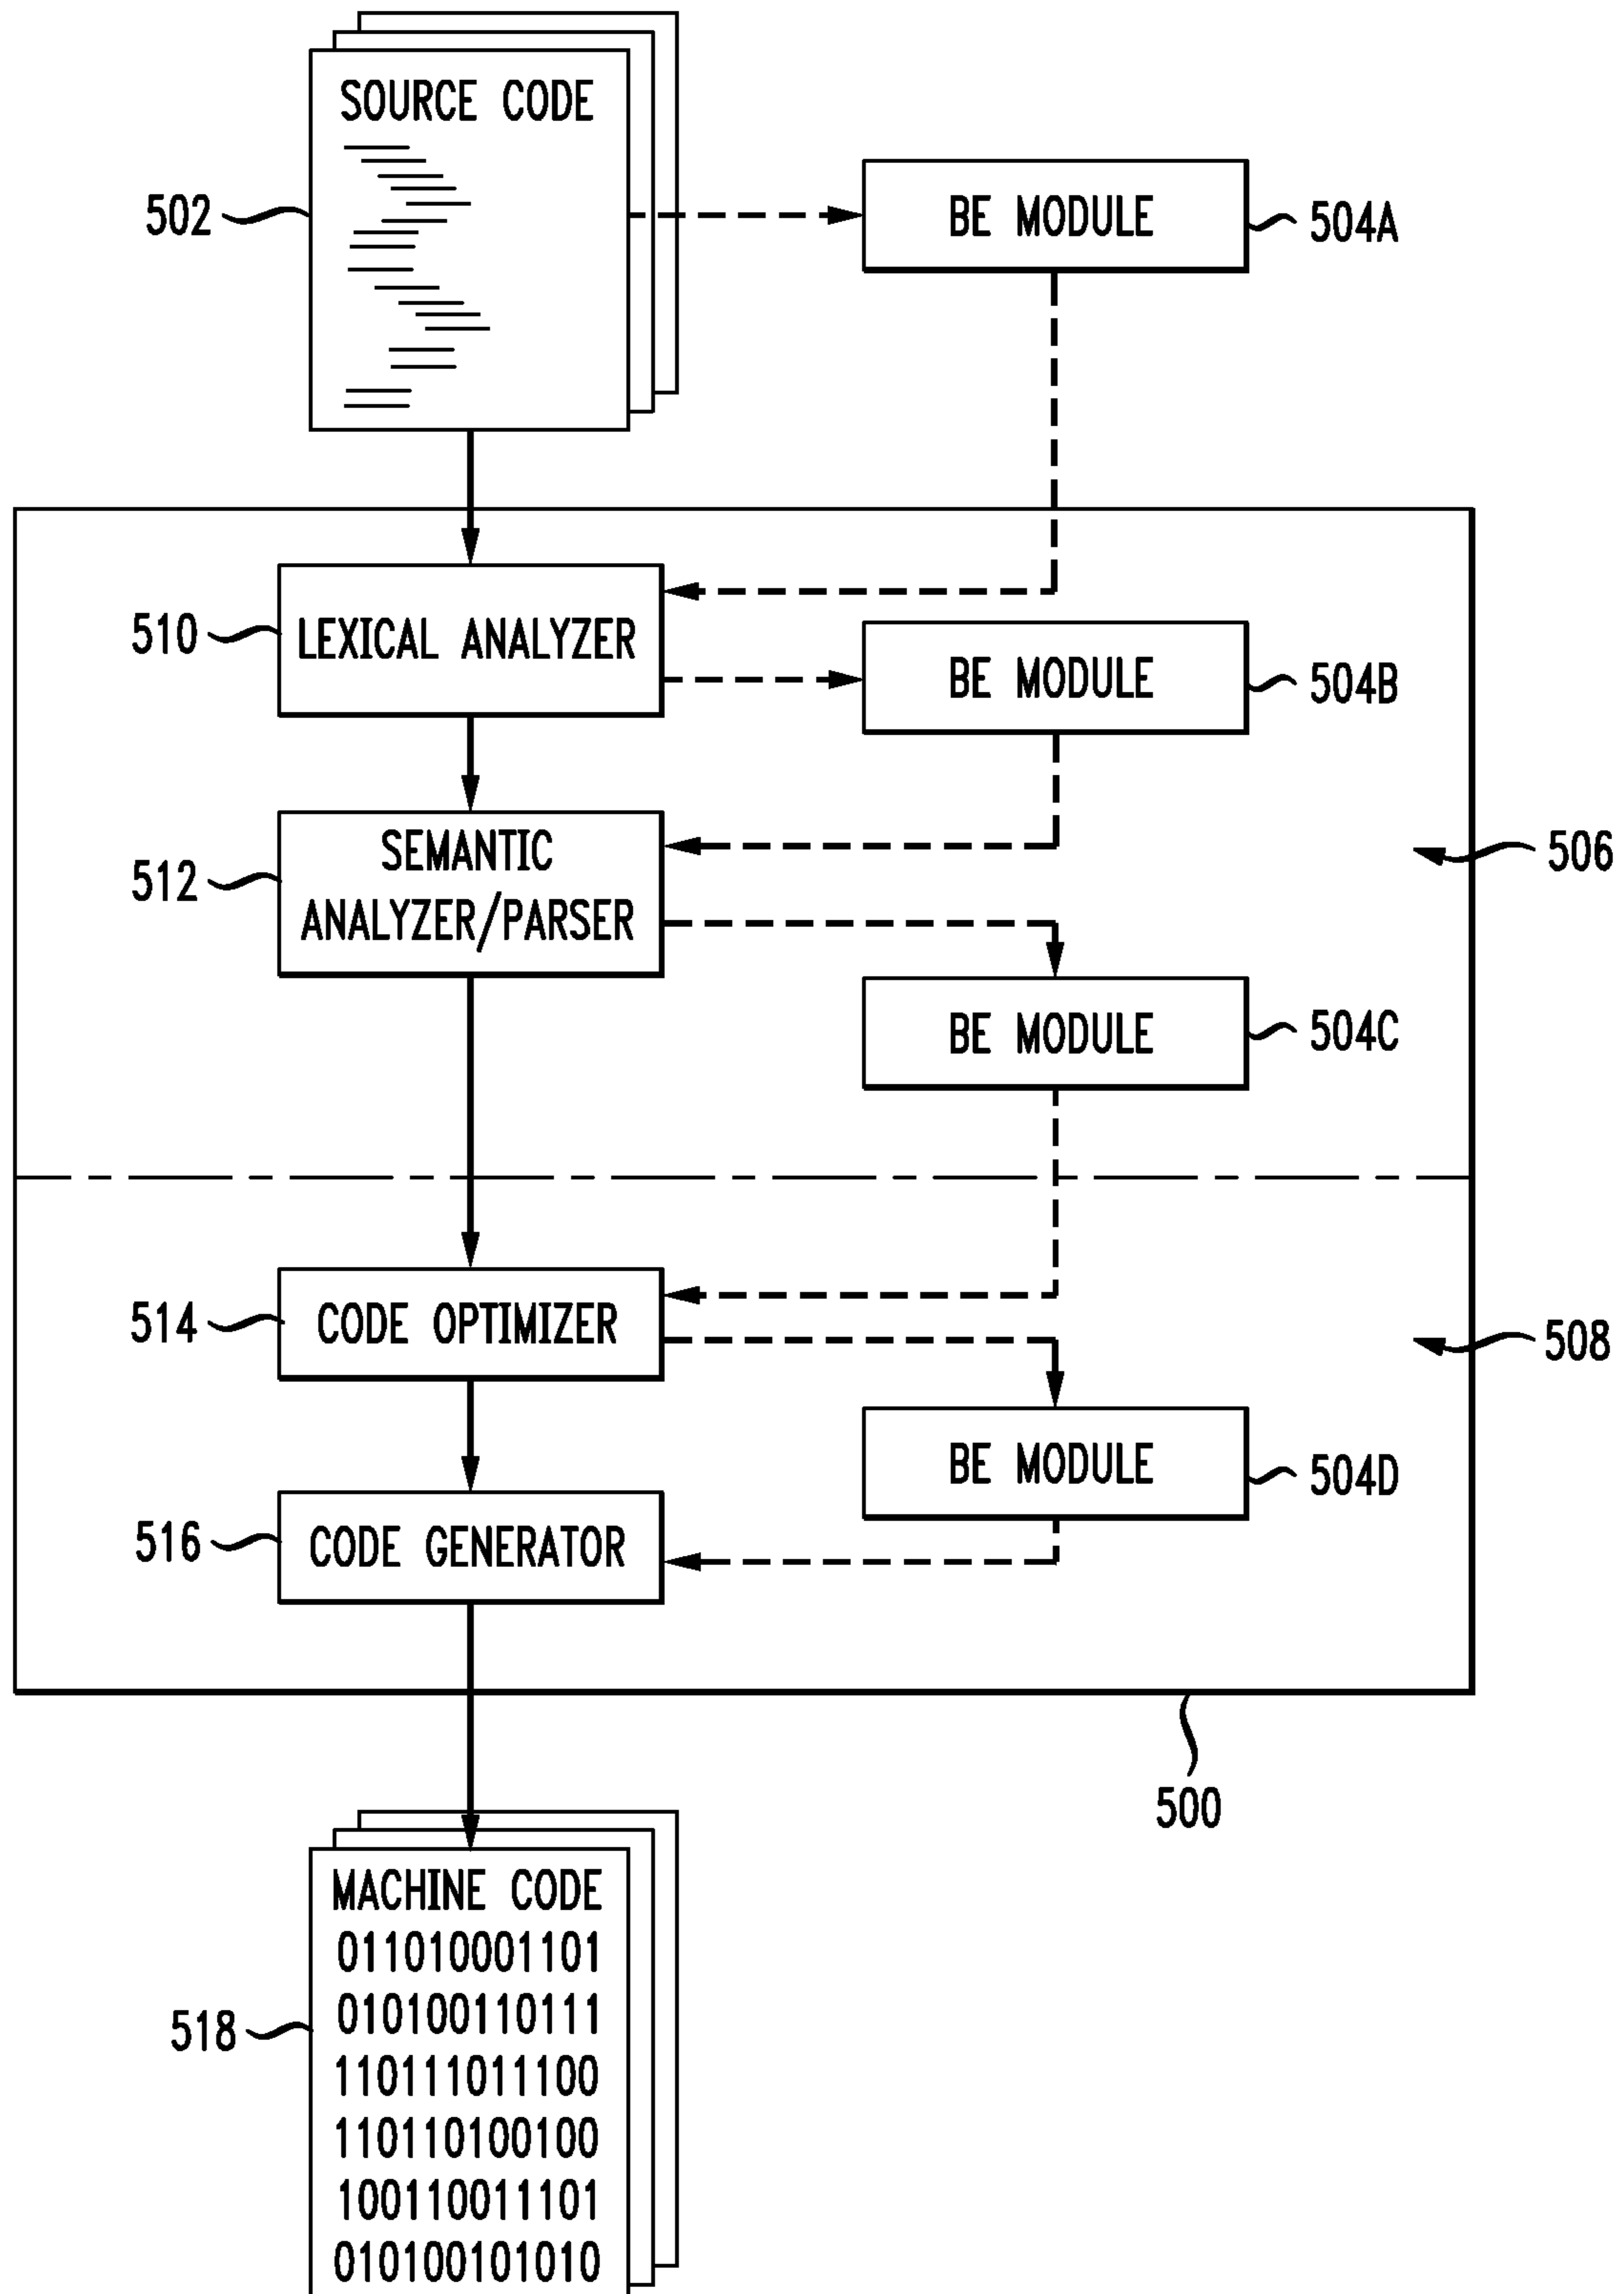 SOURCE CODE
502
BE MODULE
504A
510
LEXICAL ANALYZER
BE MODULE
504B
512
SEMANTIC
ANALYZER/PARSER
506
BE MODULE
504C
514
CODE OPTIMIZER
508
BE MODULE
504D
516
CODE GENERATOR
500
518
MACHINE CODE
011010001101
010100110111
110111011100
110110100100
100110011101
010100101010